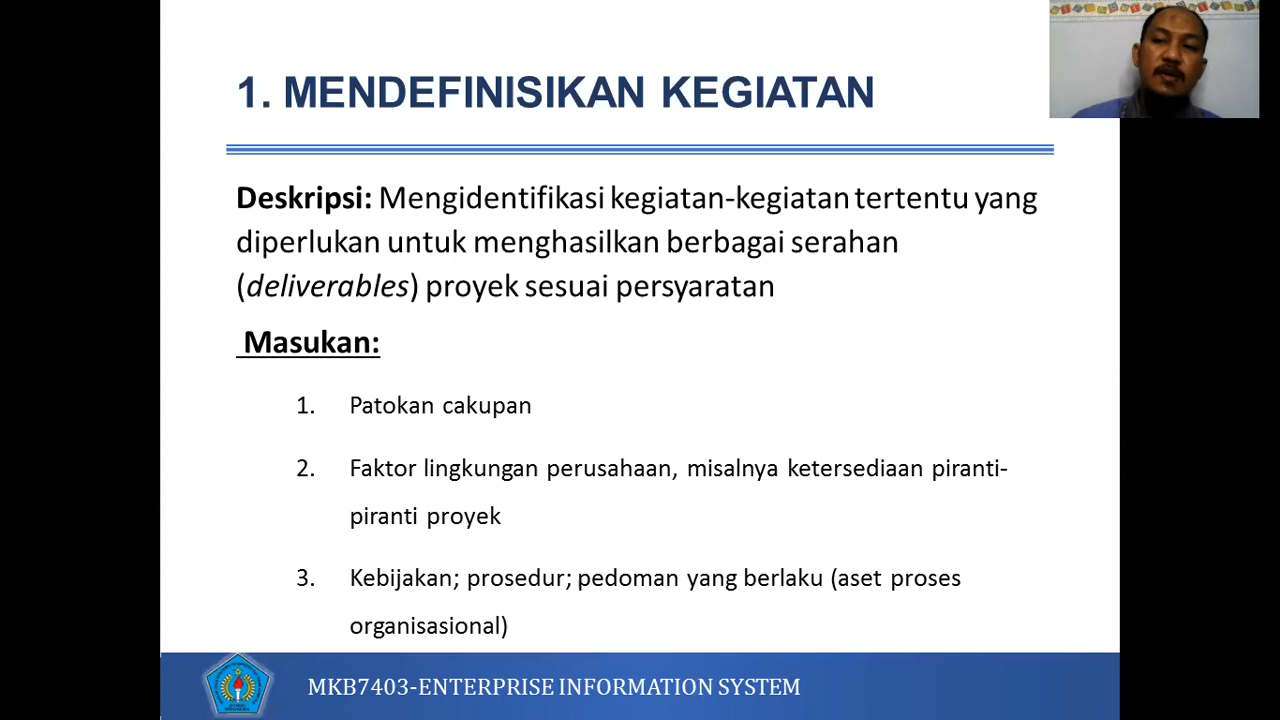 1. MENDEFINISIKAN KEGIATAN
Deskripsi: Mengidentifikasi kegiatan-kegiatan tertentu yang
diperlukan untuk menghasilkan berbagai serahan
(deliverables) proyek sesuai persyaratan
Masukan:
1. Patokan cakupan
2. Faktor lingkungan perusahaan, misalnya ketersediaan piranti-
piranti proyek
3. Kebijakan; prosedur; pedoman yang berlaku (aset proses
organisasional)
MKB7403-ENTERPRISE INFORMATION SYSTEM